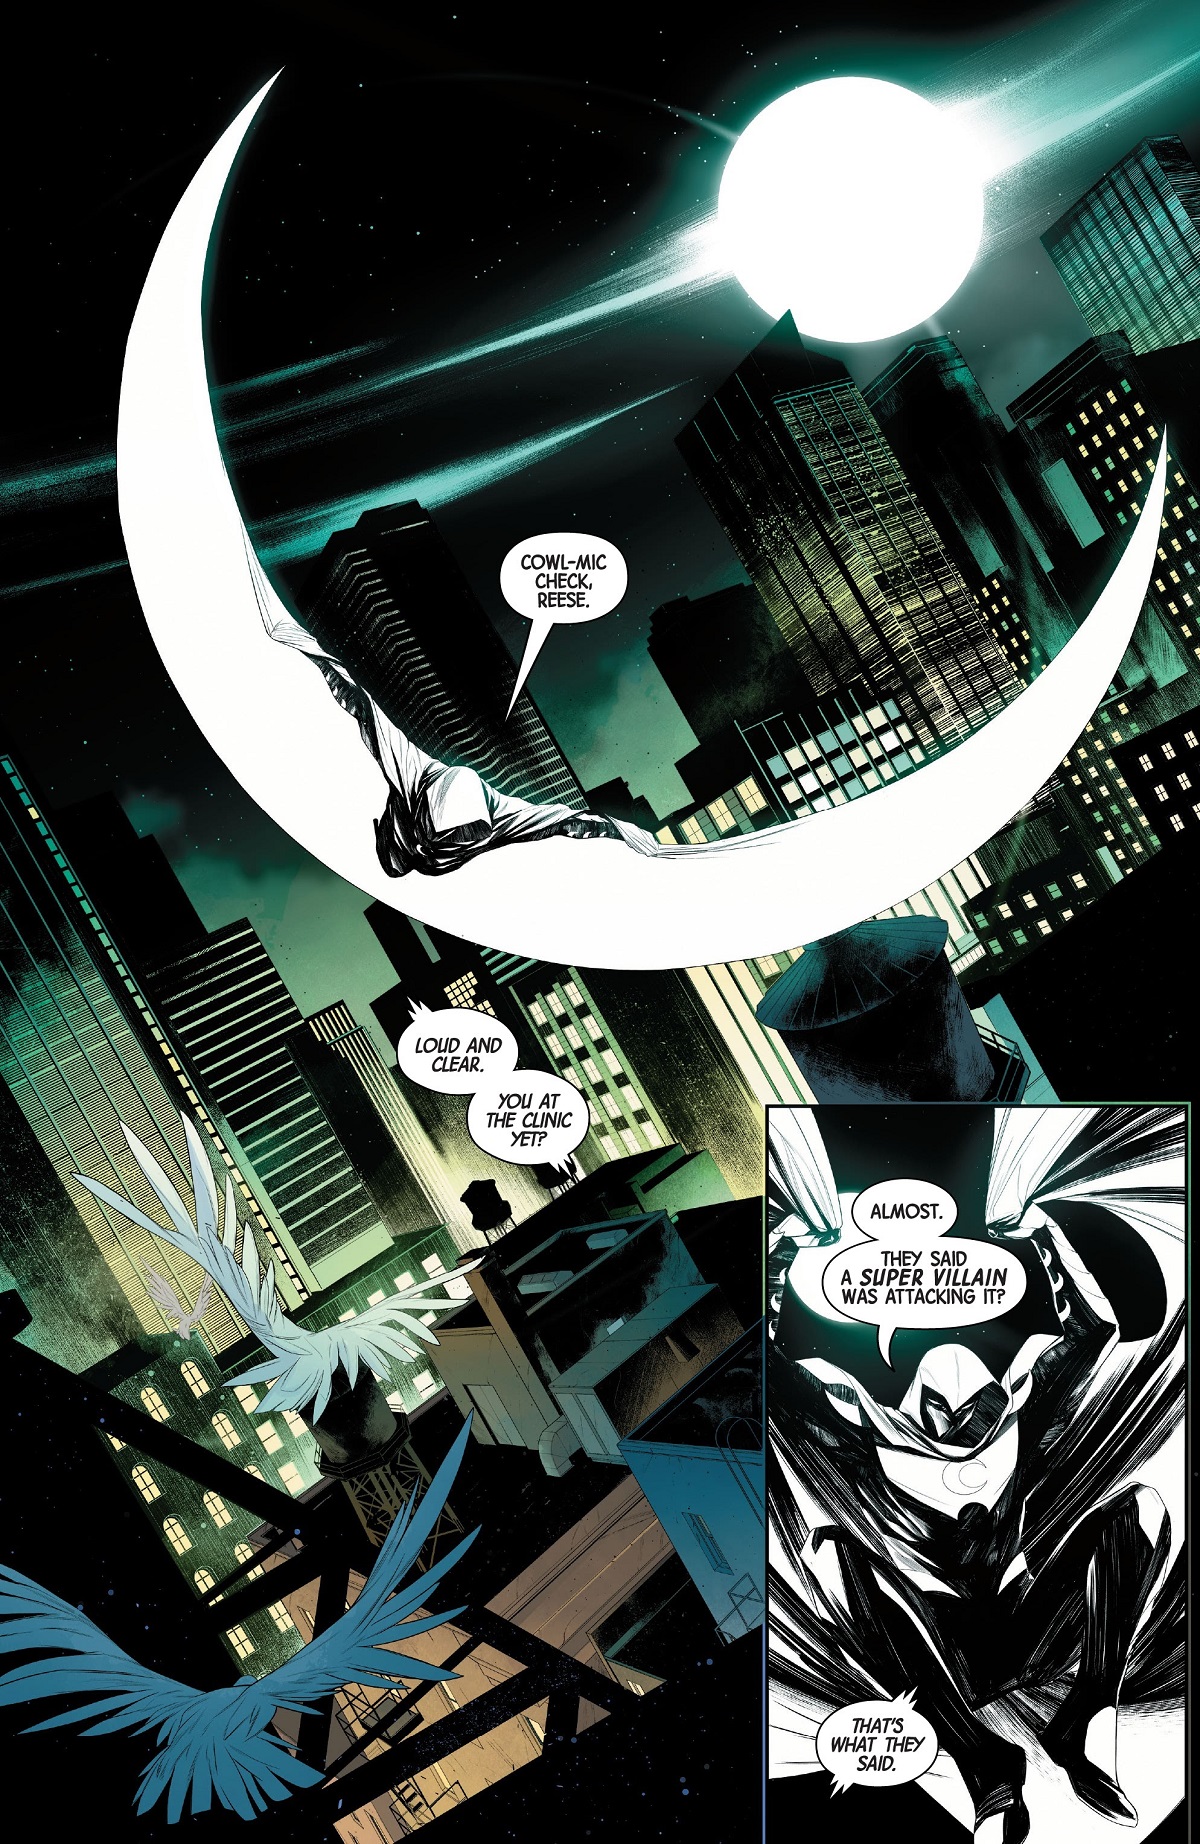 COWL-MIC
CHECK,
REESE.
LOUD AND
CLEAR.
YOU AT
THE CLINIC
YET?
ALMOST.
THEY SAID
A SUPER VILLAIN
WAS ATTACKING IT?
THAT'S
WHAT THEY
SAID.